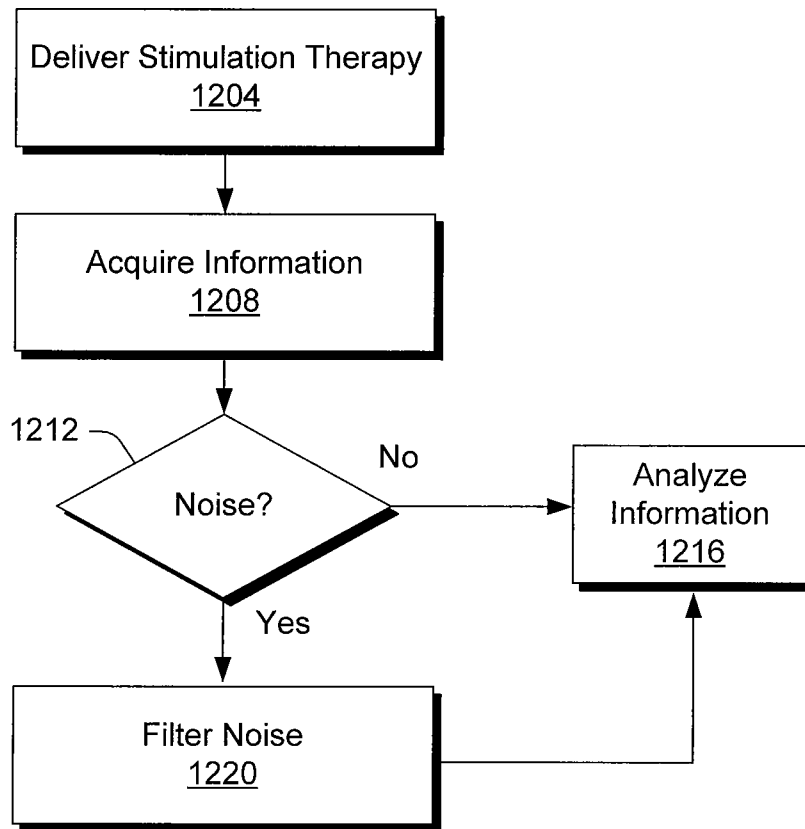 Deliver Stimulation Therapy
1204
Acquire Information
1208
1212
Noise?
No
Analyze
Information
1216
Yes
Filter Noise
1220